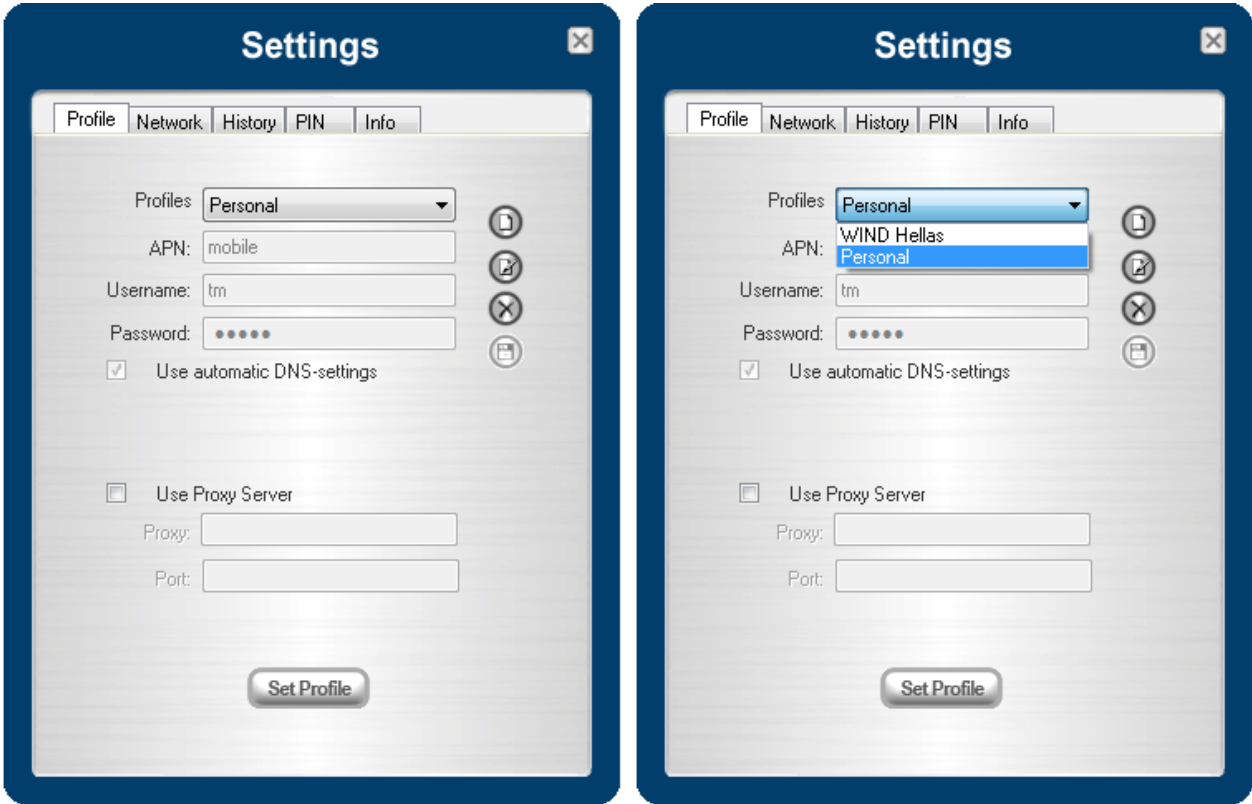 Settings
Profile Network History PIN Info
Profiles Personal
APN: mobile
Username: tm
Password: •••••
Use automatic DNS-settings
Use Proxy Server
Proxy:
Port:
Set Profile
Settings
Profile Network History PIN Info
Profiles Personal
WIND Hellas
APN:
Personal
Username: tm
Password: •••••
Use automatic DNS-settings
Use Proxy Server
Proxy:
Port:
Set Profile